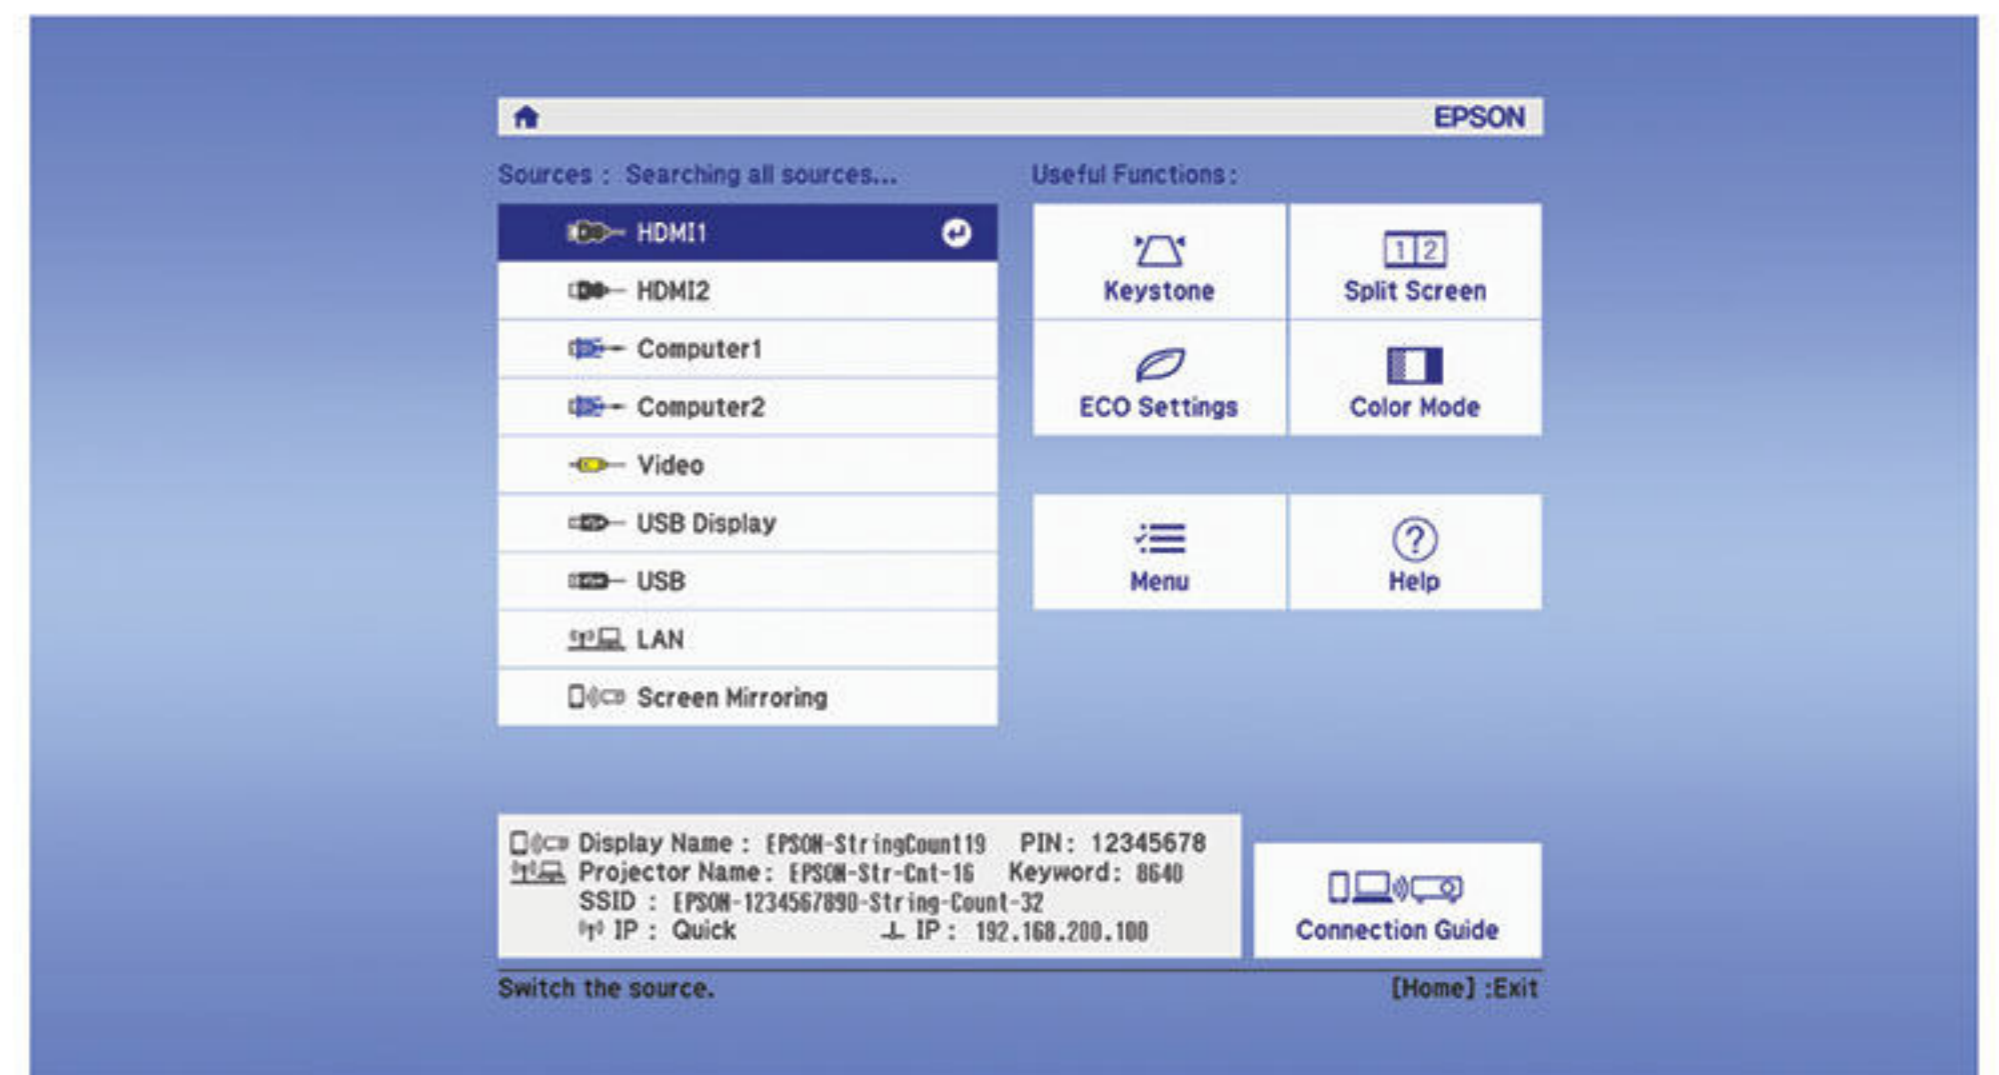 EPSON
Sources : Searching all sources...
HDMI1
HDMI2
Computer1
Computer2
Video
USB Display
USB
LAN
Screen Mirroring
Useful Functions :
Keystone
1 2
Split Screen
ECO Settings
Color Mode
Menu
?
Help
Display Name : EPSON-StringCount19 PIN : 12345678
Projector Name : EPSON-Str-Cnt-16 Keyword : 8640
SSID : EPSON-1234567890-String-Count-32
IP : Quick IP : 192.168.200.100
Connection Guide
Switch the source.
[Home] :Exit